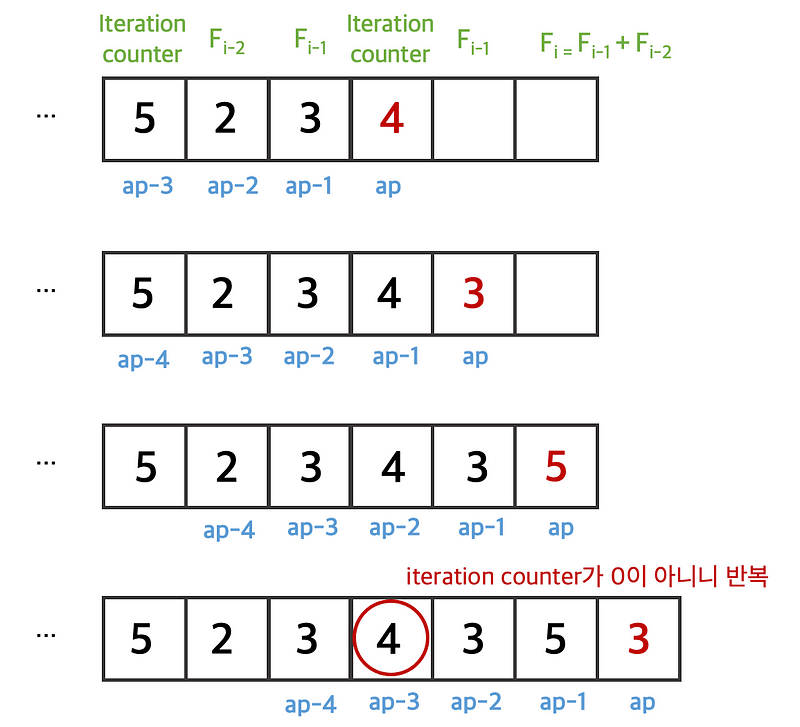 Iteration counter F_{i-2} F_{i-1} Iteration counter F_{i-1} F_{i} = F_{i-1} + F_{i-2}
... 5 2 3 4
ap-3 ap-2 ap-1 ap
... 5 2 3 4 3
ap-4 ap-3 ap-2 ap-1 ap
... 5 2 3 4 3 5
ap-4 ap-3 ap-2 ap-1 ap
iteration counter가 0이 아니니 반복
... 5 2 3 4 3 5 3
ap-4 ap-3 ap-2 ap-1 ap